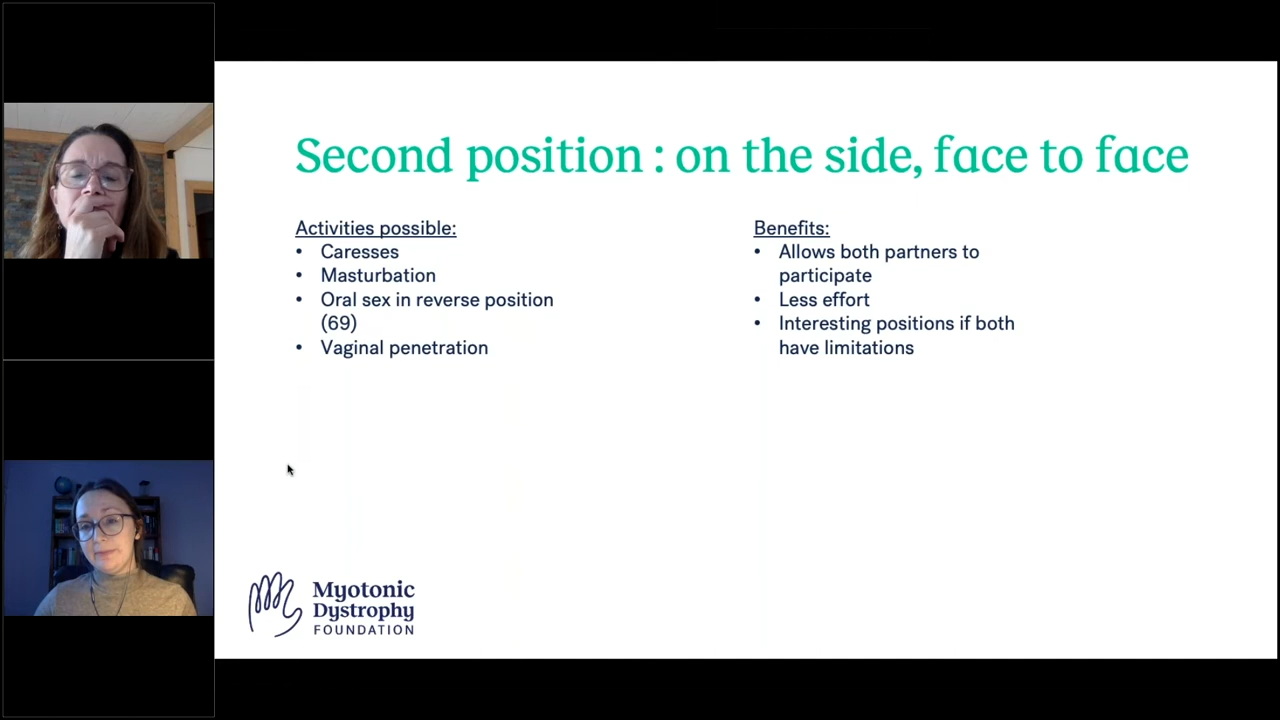 Second position : on the side, face to face
Activities possible:
• Caresses
• Masturbation
• Oral sex in reverse position
(69)
• Vaginal penetration
Benefits:
• Allows both partners to
participate
• Less effort
• Interesting positions if both
have limitations
Myotonic
Dystrophy
FOUNDATION